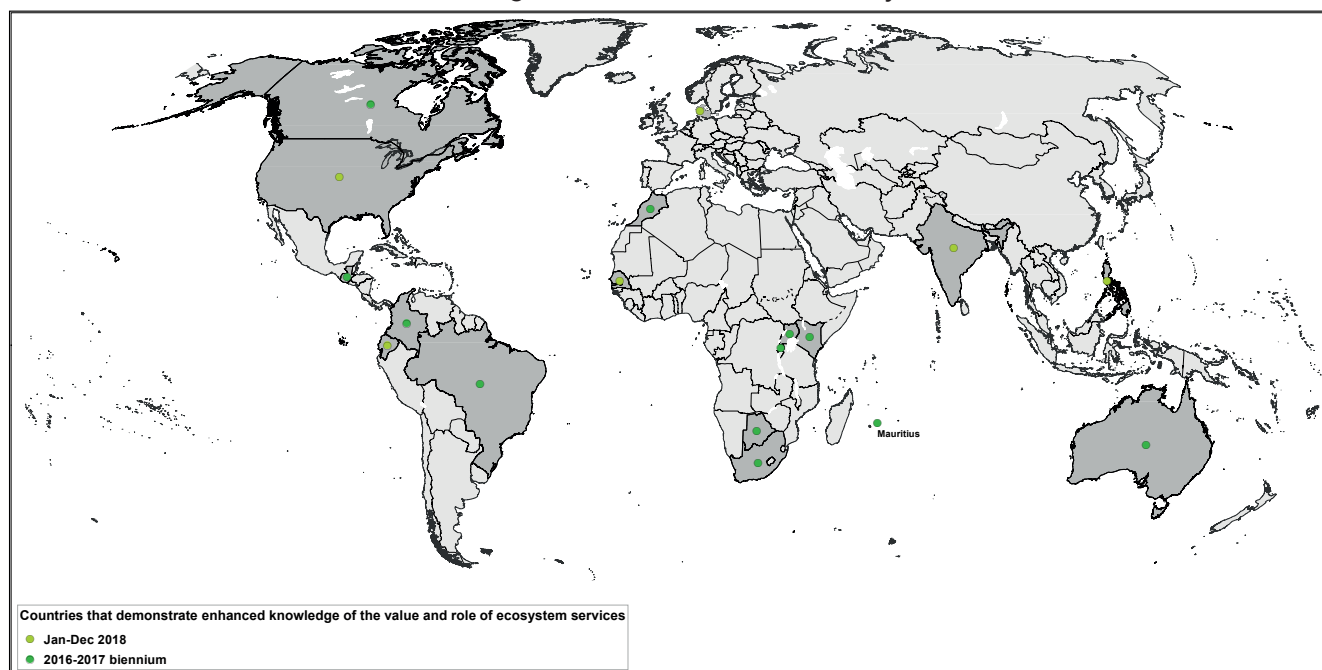 Mauritius
Countries that demonstrate enhanced knowledge of the value and role of ecosystem services
Jan-Dec 2018
2016-2017 biennium